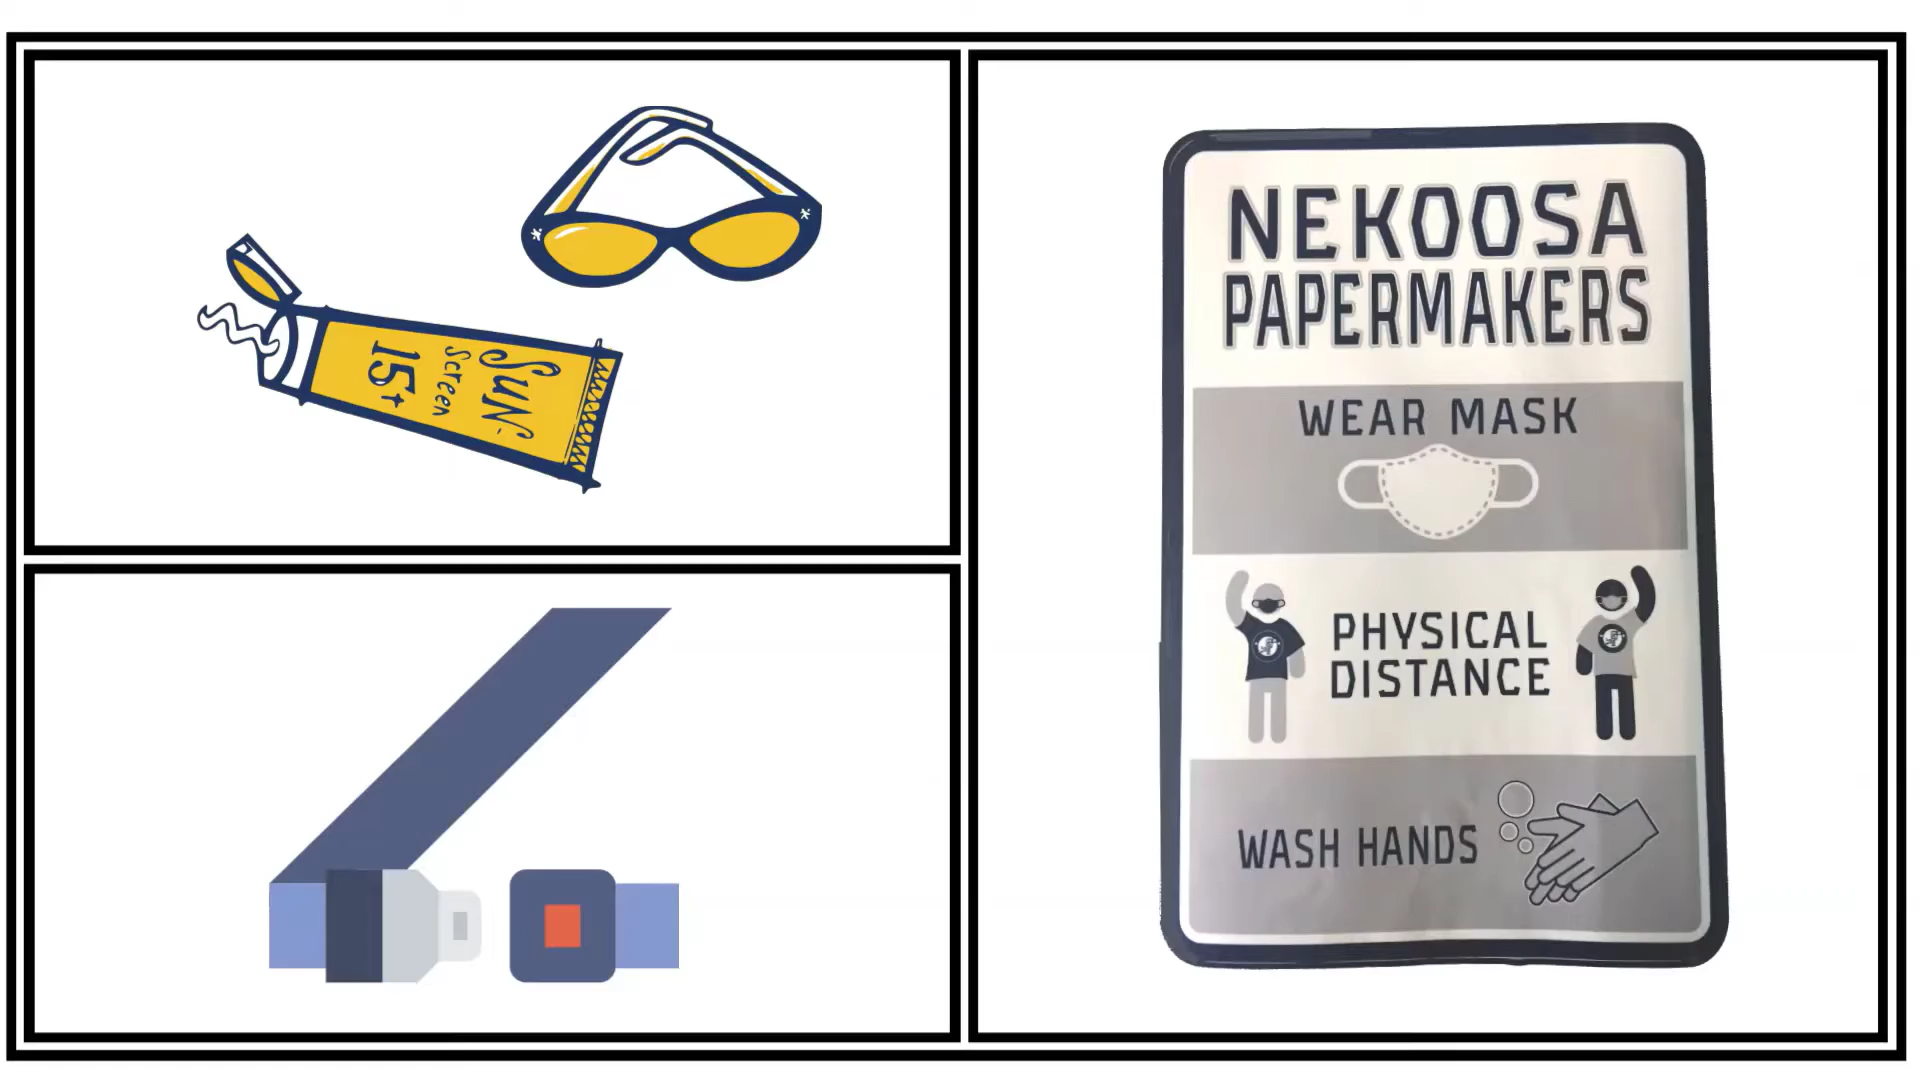 SUN
Screen
15+
NEKOOSA
PAPERMAKERS
WEAR MASK
PHYSICAL
DISTANCE
WASH HANDS